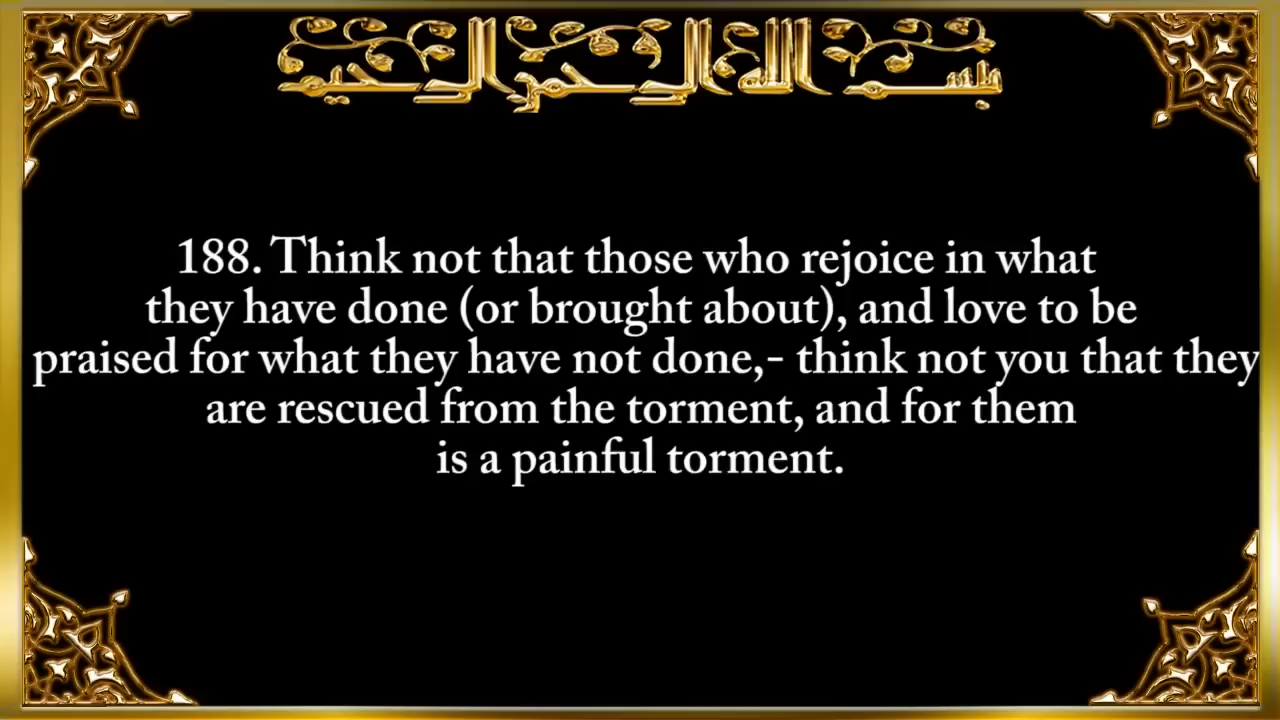 بسم الله الرحمن الرحيم
188. Think not that those who rejoice in what
they have done (or brought about), and love to be
praised for what they have not done,- think not you that they
are rescued from the torment, and for them
is a painful torment.